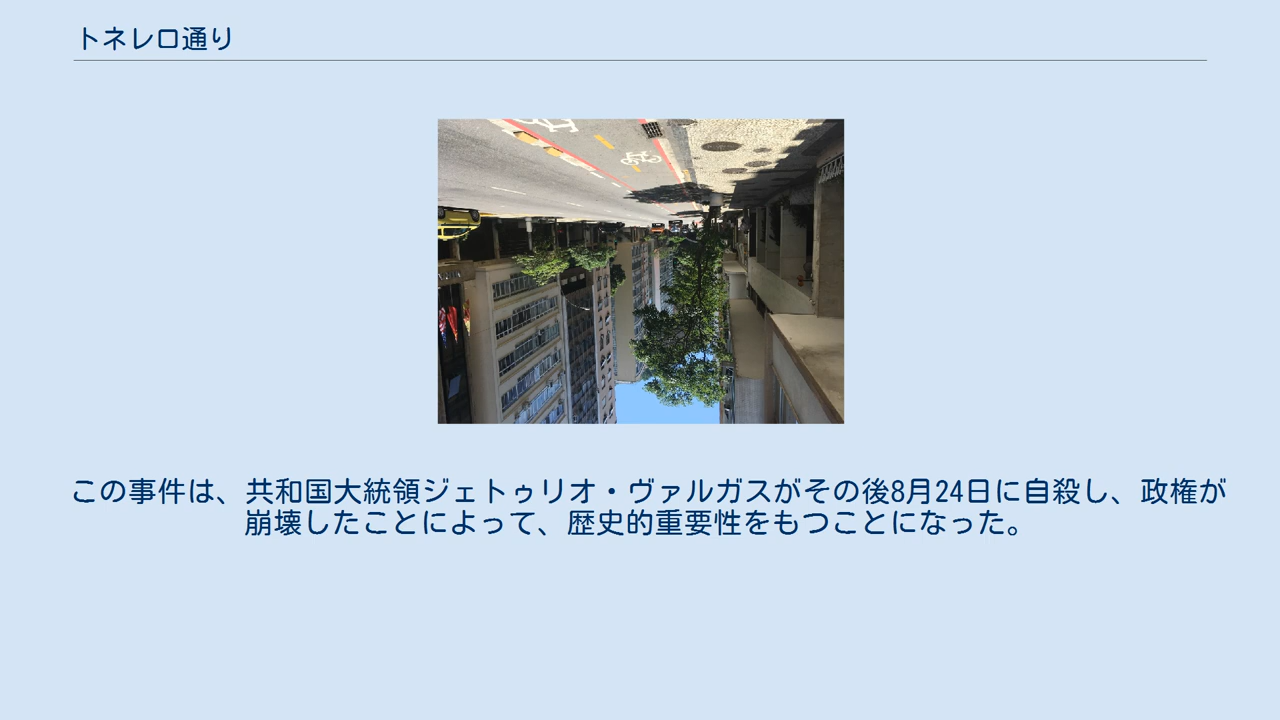 トネレロ通り
この事件は、共和国大統領ジェトゥリオ・ヴァルガスがその後8月24日に自殺し、政権が
崩壊したことによって、歴史的重要性をもつことになった。